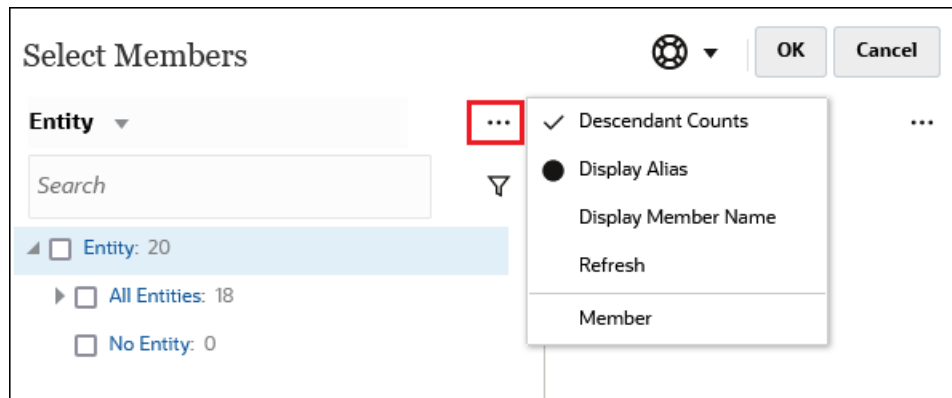 Select Members
OK
Cancel
Entity
Search
Entity: 20
All Entities: 18
No Entity: 0
Descendant Counts
Display Alias
Display Member Name
Refresh
Member